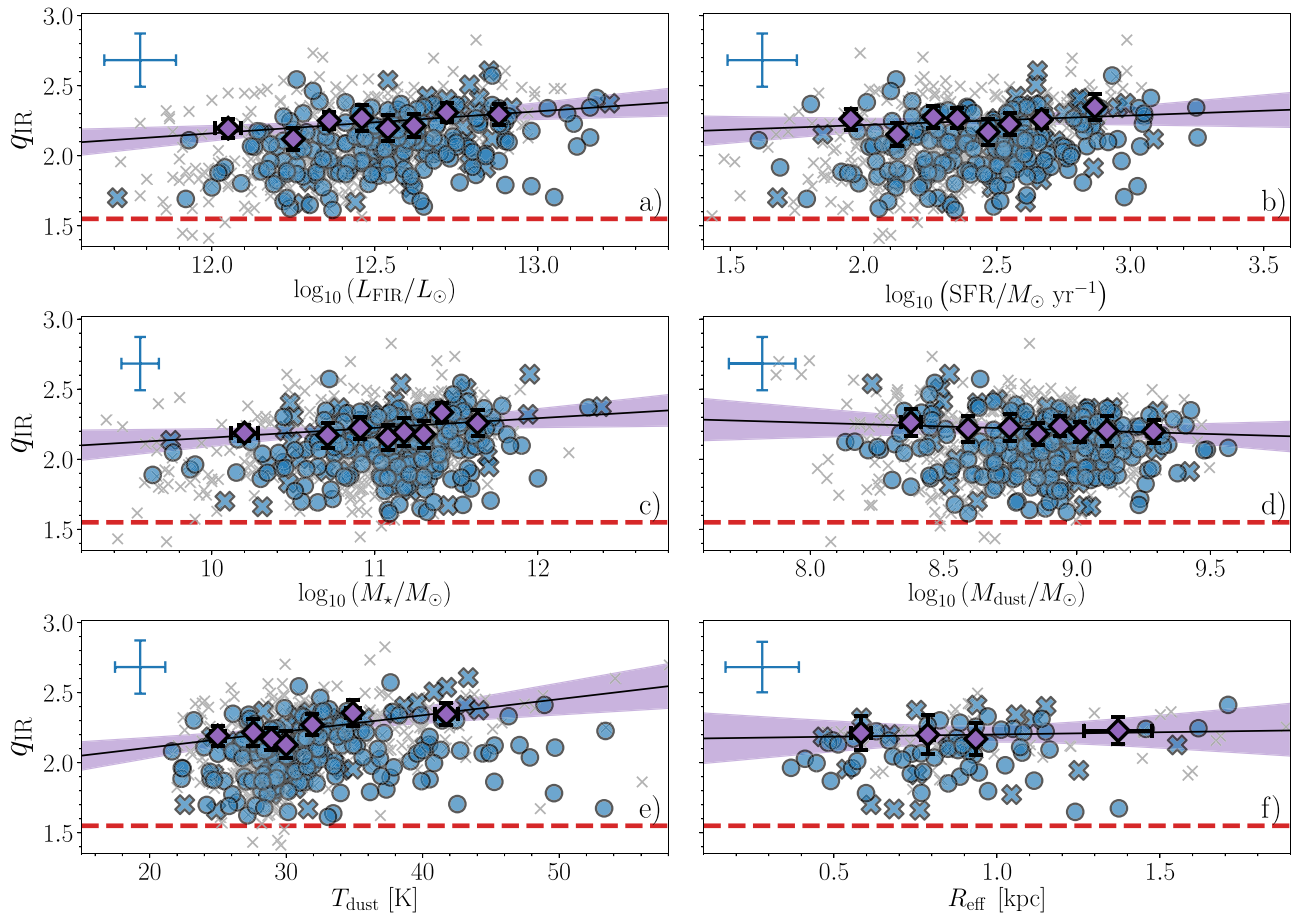 3.0
2.5
2.0
1.5
q_IR
a)
12.0 12.5 13.0
log₁₀ (L_FIR/L_⊙)
b)
1.5 2.0 2.5 3.0 3.5
log₁₀ (SFR/M_⊙ yr⁻¹)
3.0
2.5
2.0
1.5
q_IR
c)
10 11 12
log₁₀ (M_⋆/M_⊙)
d)
8.0 8.5 9.0 9.5
log₁₀ (M_dust/M_⊙)
3.0
2.5
2.0
1.5
q_IR
e)
20 30 40 50
T_dust [K]
f)
0.5 1.0 1.5
R_eff [kpc]